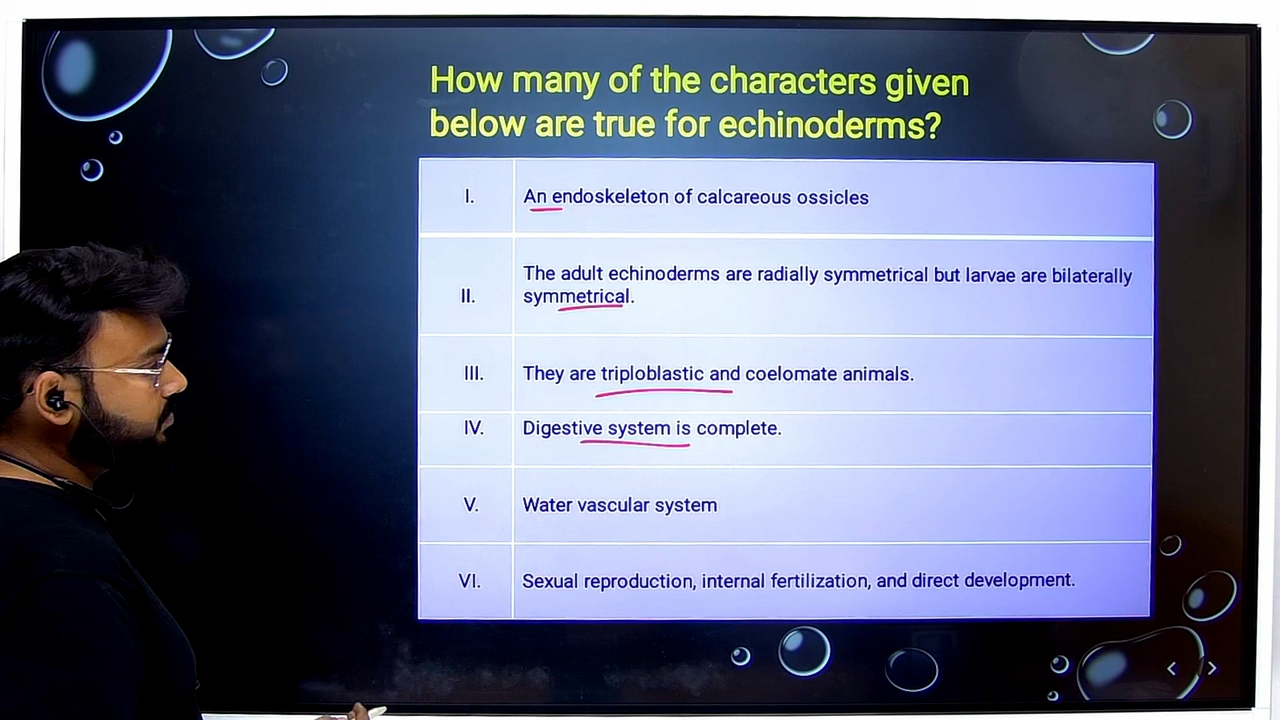 How many of the characters given
below are true for echinoderms?
I. An endoskeleton of calcareous ossicles
II. The adult echinoderms are radially symmetrical but larvae are bilaterally
symmetrical.
III. They are triploblastic and coelomate animals.
IV. Digestive system is complete.
V. Water vascular system
VI. Sexual reproduction, internal fertilization, and direct development.